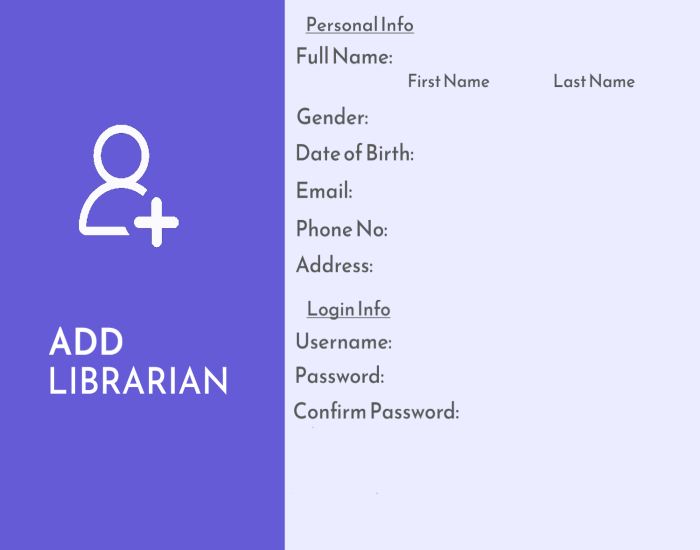 ADD
LIBRARIAN
Personal Info
Full Name:
First Name Last Name
Gender:
Date of Birth:
Email:
Phone No:
Address:
Login Info
Username:
Password:
Confirm Password: